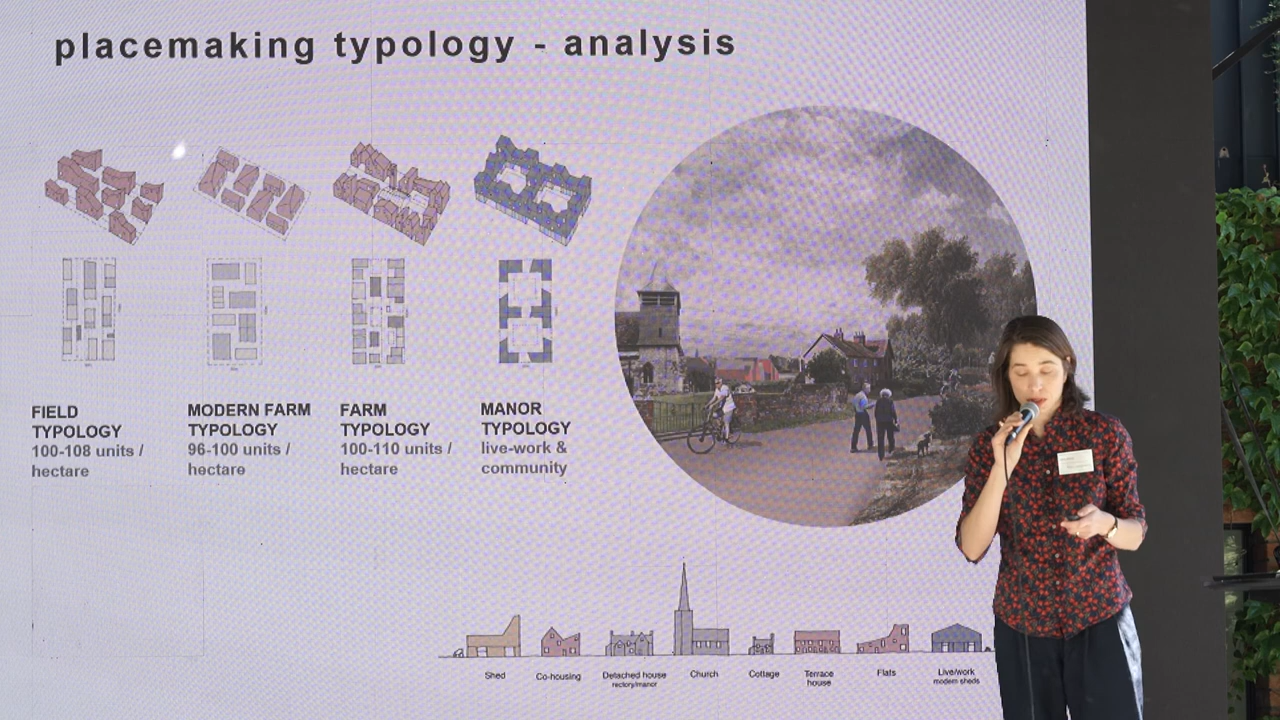 placemaking typology - analysis
FIELD
TYPOLOGY
100-108 units /
hectare
MODERN FARM
TYPOLOGY
96-100 units /
hectare
FARM
TYPOLOGY
100-110 units /
hectare
MANOR
TYPOLOGY
live-work &
community
Shed
Co-housing
Detached house
rectory/manor
Church
Cottage
Terrace
house
Flats
Live/work
modern sheds